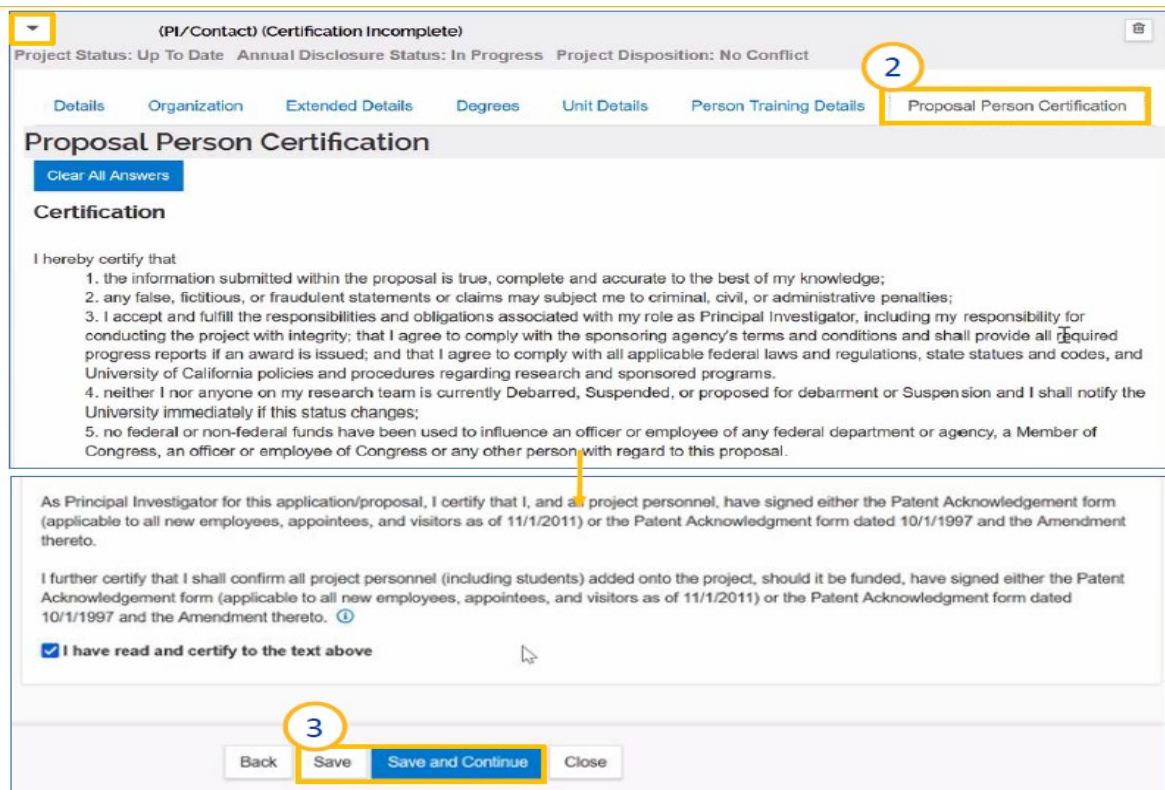 (PI/Contact) (Certification Incomplete)
Project Status: Up To Date Annual Disclosure Status: In Progress Project Disposition: No Conflict
2
Details Organization Extended Details Degrees Unit Details Person Training Details Proposal Person Certification
Proposal Person Certification
Clear All Answers
Certification
I hereby certify that
1. the information submitted within the proposal is true, complete and accurate to the best of my knowledge;
2. any false, fictitious, or fraudulent statements or claims may subject me to criminal, civil, or administrative penalties;
3. I accept and fulfill the responsibilities and obligations associated with my role as Principal Investigator, including my responsibility for
conducting the project with integrity; that I agree to comply with the sponsoring agency's terms and conditions and shall provide all required
progress reports if an award is issued; and that I agree to comply with all applicable federal laws and regulations, state statues and codes, and
University of California policies and procedures regarding research and sponsored programs.
4. neither I nor anyone on my research team is currently Debarred, Suspended, or proposed for debarment or Suspension and I shall notify the
University immediately if this status changes;
5. no federal or non-federal funds have been used to influence an officer or employee of any federal department or agency, a Member of
Congress, an officer or employee of Congress or any other person with regard to this proposal.
As Principal Investigator for this application/proposal, I certify that I, and all project personnel, have signed either the Patent Acknowledgement form
(applicable to all new employees, appointees, and visitors as of 11/1/2011) or the Patent Acknowledgment form dated 10/1/1997 and the Amendment
thereto.
I further certify that I shall confirm all project personnel (including students) added onto the project, should it be funded, have signed either the Patent
Acknowledgement form (applicable to all new employees, appointees, and visitors as of 11/1/2011) or the Patent Acknowledgment form dated
10/1/1997 and the Amendment thereto.
I have read and certify to the text above
3
Back Save Save and Continue Close